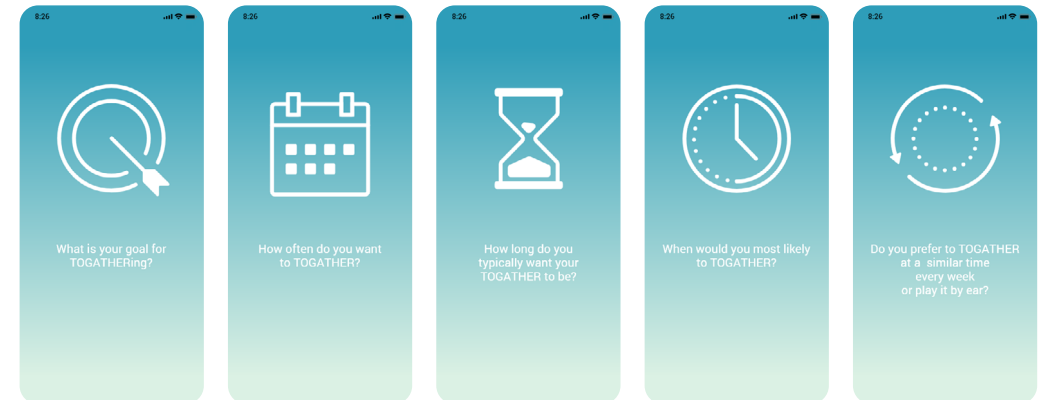 8:26
What is your goal for
TOGATHERing?
8:26
How often do you want
to TOGATHER?
8:26
How long do you
typically want your
TOGATHER to be?
8:26
When would you most likely
to TOGATHER?
8:26
Do you prefer to TOGATHER
at a similar time
every week
or play it by ear?